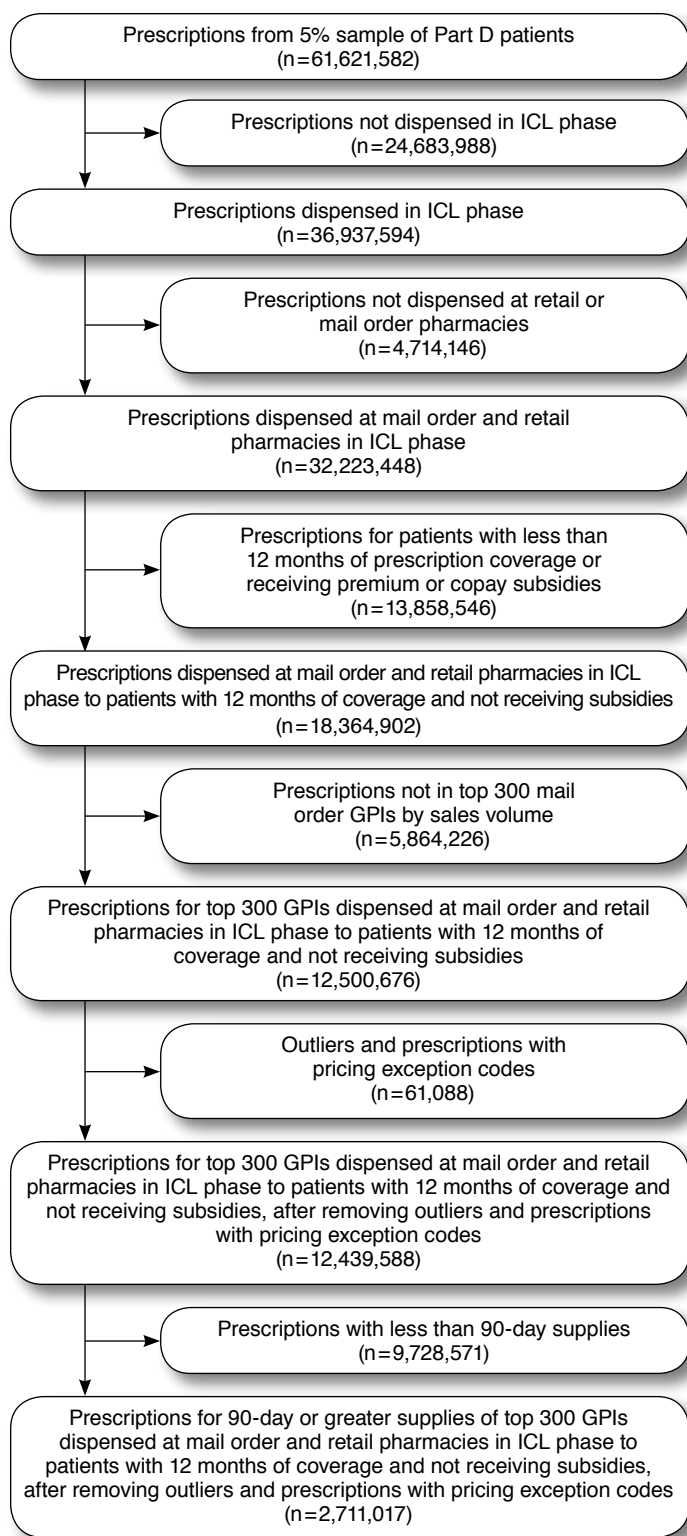 Prescriptions from 5% sample of Part D patients
(n=61,621,582)
Prescriptions not dispensed in ICL phase
(n=24,683,988)
Prescriptions dispensed in ICL phase
(n=36,937,594)
Prescriptions not dispensed at retail or
mail order pharmacies
(n=4,714,146)
Prescriptions dispensed at mail order and retail
pharmacies in ICL phase
(n=32,223,448)
Prescriptions for patients with less than
12 months of prescription coverage or
receiving premium or copay subsidies
(n=13,858,546)
Prescriptions dispensed at mail order and retail pharmacies in ICL
phase to patients with 12 months of coverage and not receiving subsidies
(n=18,364,902)
Prescriptions not in top 300 mail
order GPIs by sales volume
(n=5,864,226)
Prescriptions for top 300 GPIs dispensed at mail order and retail
pharmacies in ICL phase to patients with 12 months of
coverage and not receiving subsidies
(n=12,500,676)
Outliers and prescriptions with
pricing exception codes
(n=61,088)
Prescriptions for top 300 GPIs dispensed at mail order and retail
pharmacies in ICL phase to patients with 12 months of coverage and
not receiving subsidies, after removing outliers and prescriptions
with pricing exception codes
(n=12,439,588)
Prescriptions with less than 90-day supplies
(n=9,728,571)
Prescriptions for 90-day or greater supplies of top 300 GPIs
dispensed at mail order and retail pharmacies in ICL phase to
patients with 12 months of coverage and not receiving subsidies,
after removing outliers and prescriptions with pricing exception codes
(n=2,711,017)